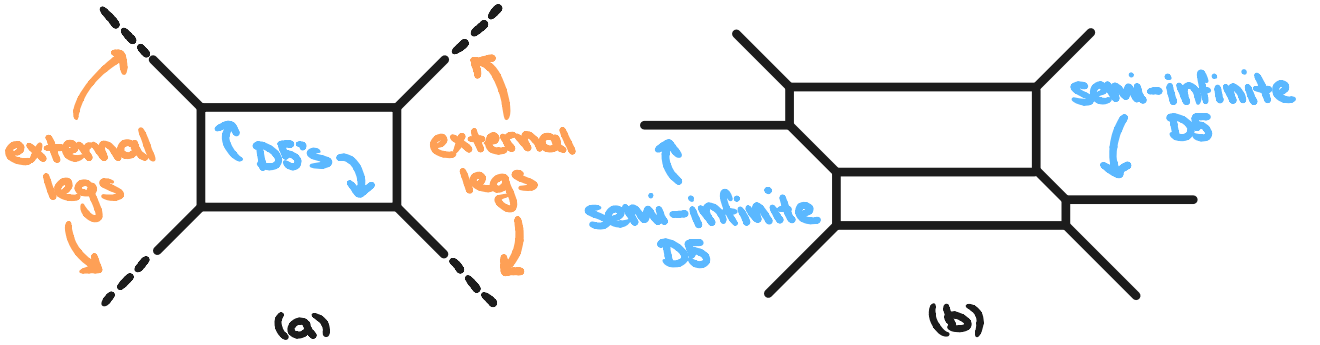 external
legs
D5's
external
legs
(a)
semi-infinite
D5
semi-infinite
D5
(b)